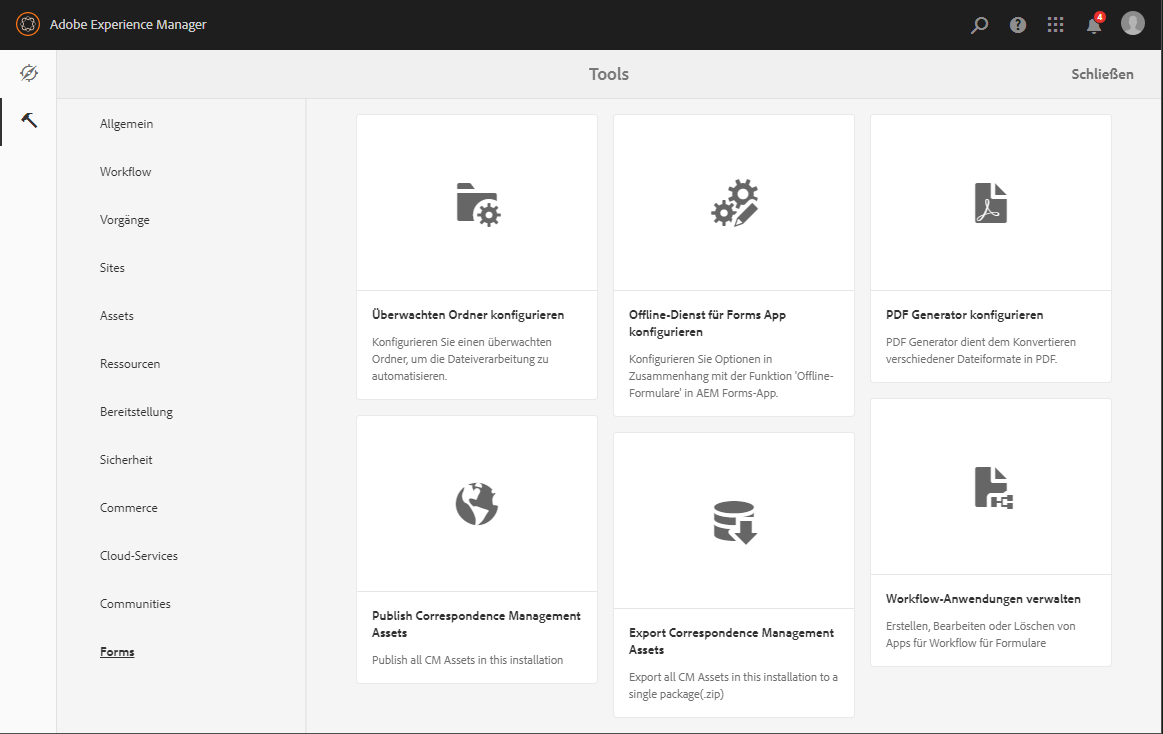 Adobe Experience Manager
4
Tools
Schließen
Allgemein
Workflow
Vorgänge
Sites
Assets
Ressourcen
Bereitstellung
Sicherheit
Commerce
Cloud-Services
Communities
Forms
Überwachten Ordner konfigurieren
Konfigurieren Sie einen überwachten
Ordner, um die Dateiverarbeitung zu
automatisieren.
Offline-Dienst für Forms App
konfigurieren
Konfigurieren Sie Optionen in
Zusammenhang mit der Funktion 'Offline-
Formulare' in AEM Forms-App.
PDF Generator konfigurieren
PDF Generator dient dem Konvertieren
verschiedener Dateiformate in PDF.
Publish Correspondence Management
Assets
Publish all CM Assets in this installation
Export Correspondence Management
Assets
Export all CM Assets in this installation to a
single package(.zip)
Workflow-Anwendungen verwalten
Erstellen, Bearbeiten oder Löschen von
Apps für Workflow für Formulare